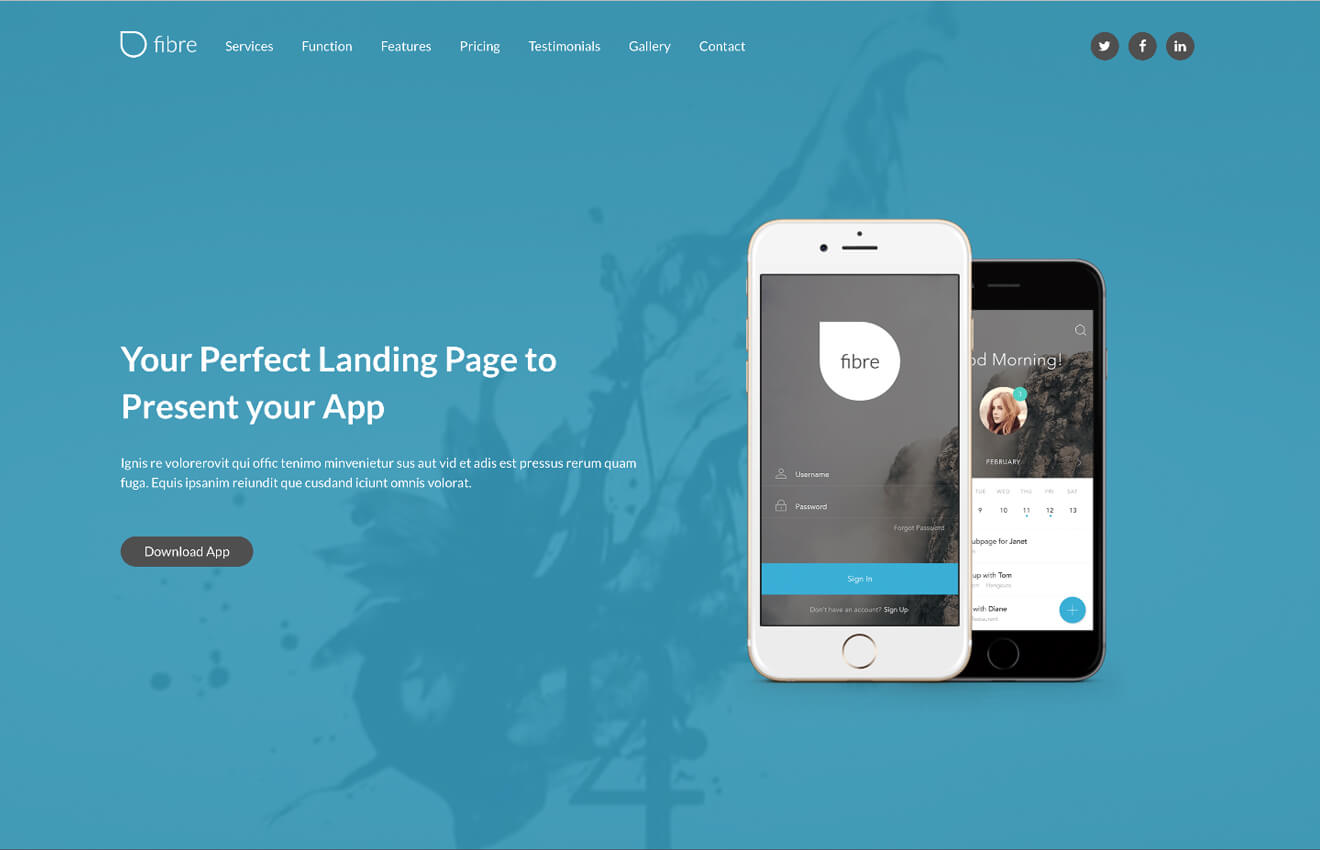 fibre Services Function Features Pricing Testimonials Gallery Contact
Your Perfect Landing Page to
Present your App
Ignis re volorerovit qui offic tenimo minvenietur sus aut vid et adis est pressus rerum quam
fuga. Equis ipsanim reiundit que cusdand iciunt omnis volorat.
Download App
fibre
Username
Password
Forgot Password
Sign In
Don't have an account? Sign Up
od Morning!
3
FEBRUARY
TUE WED THU FRI SAT
9 10 11 12 13
ubpage for Janet
up with Tom
Hangouts
with Diane